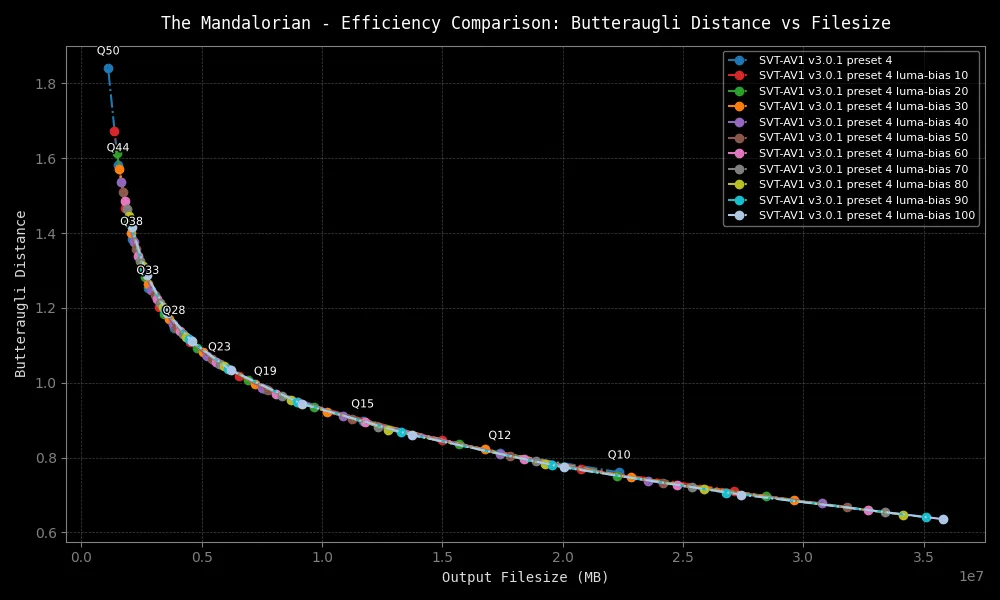 The Mandalorian - Efficiency Comparison: Butteraugli Distance vs Filesize
SVT-AV1 v3.0.1 preset 4
SVT-AV1 v3.0.1 preset 4 luma-bias 10
SVT-AV1 v3.0.1 preset 4 luma-bias 20
SVT-AV1 v3.0.1 preset 4 luma-bias 30
SVT-AV1 v3.0.1 preset 4 luma-bias 40
SVT-AV1 v3.0.1 preset 4 luma-bias 50
SVT-AV1 v3.0.1 preset 4 luma-bias 60
SVT-AV1 v3.0.1 preset 4 luma-bias 70
SVT-AV1 v3.0.1 preset 4 luma-bias 80
SVT-AV1 v3.0.1 preset 4 luma-bias 90
SVT-AV1 v3.0.1 preset 4 luma-bias 100
Q50
Q44
Q38
Q33
Q28
Q23
Q19
Q15
Q12
Q10
Butteraugli Distance
1.8
1.6
1.4
1.2
1.0
0.8
0.6
0.0
0.5
1.0
1.5
2.0
2.5
3.0
3.5
1e7
Output Filesize (MB)